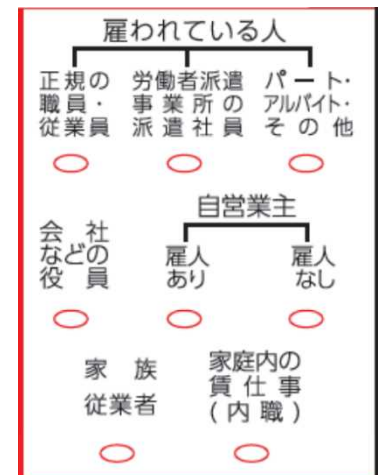 雇われている人
正規の
職員・
従業員
労働者派遣
事業所の
派遣社員
パート・
アルバイト・
その他
会社
などの
役員
自営業主
雇人
あり
雇人
なし
家族
従業者
家庭内の
賃仕事
(内職)